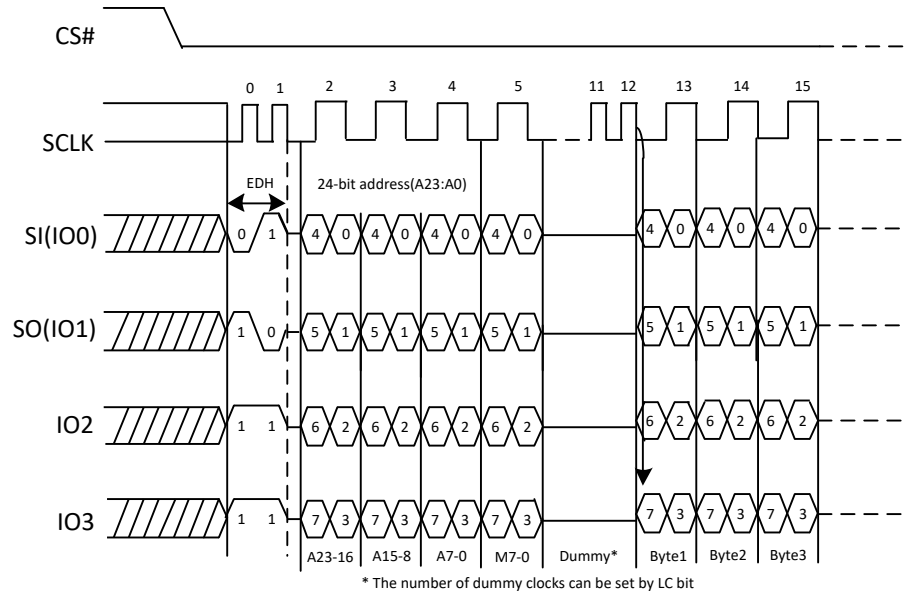 CS#
0 1 2 3 4 5 11 12 13 14 15
SCLK
EDH 24-bit address(A23:A0)
SI(IO0) 0 1 4 0 4 0 4 0 4 0 4 0 4 0 4 0
SO(IO1) 1 0 5 1 5 1 5 1 5 1 5 1 5 1 5 1
IO2 1 1 6 2 6 2 6 2 6 2 6 2 6 2 6 2
IO3 1 1 7 3 7 3 7 3 7 3 7 3 7 3 7 3
A23-16 A15-8 A7-0 M7-0 Dummy* Byte1 Byte2 Byte3
* The number of dummy clocks can be set by LC bit